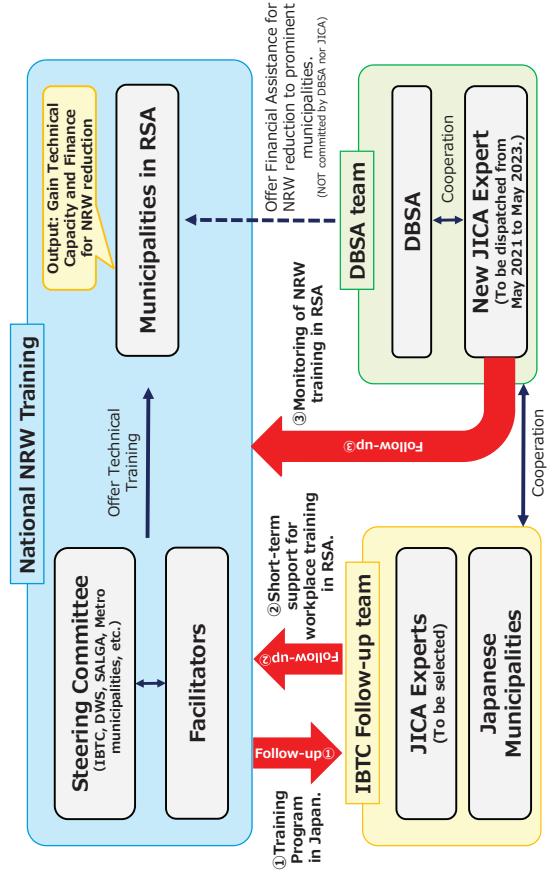 National NRW Training
Steering Committee
(IBTC, DWS, SALGA, Metro
municipalities, etc.)
Facilitators
Offer Technical
Training
Output: Gain Technical
Capacity and Finance
for NRW reduction
Municipalities in RSA
①Training
Program
in Japan.
Follow-up①
②Short-term
support for
workplace training
in RSA.
Follow-up②
③Monitoring of NRW
training in RSA
Follow-up③
Offer Financial Assistance for
NRW reduction to prominent
municipalities.
(NOT committed by DBSA nor JICA)
IBTC Follow-up team
JICA Experts
(To be selected)
Japanese
Municipalities
Cooperation
DBSA team
DBSA
Cooperation
New JICA Expert
(To be dispatched from
May 2021 to May 2023.)